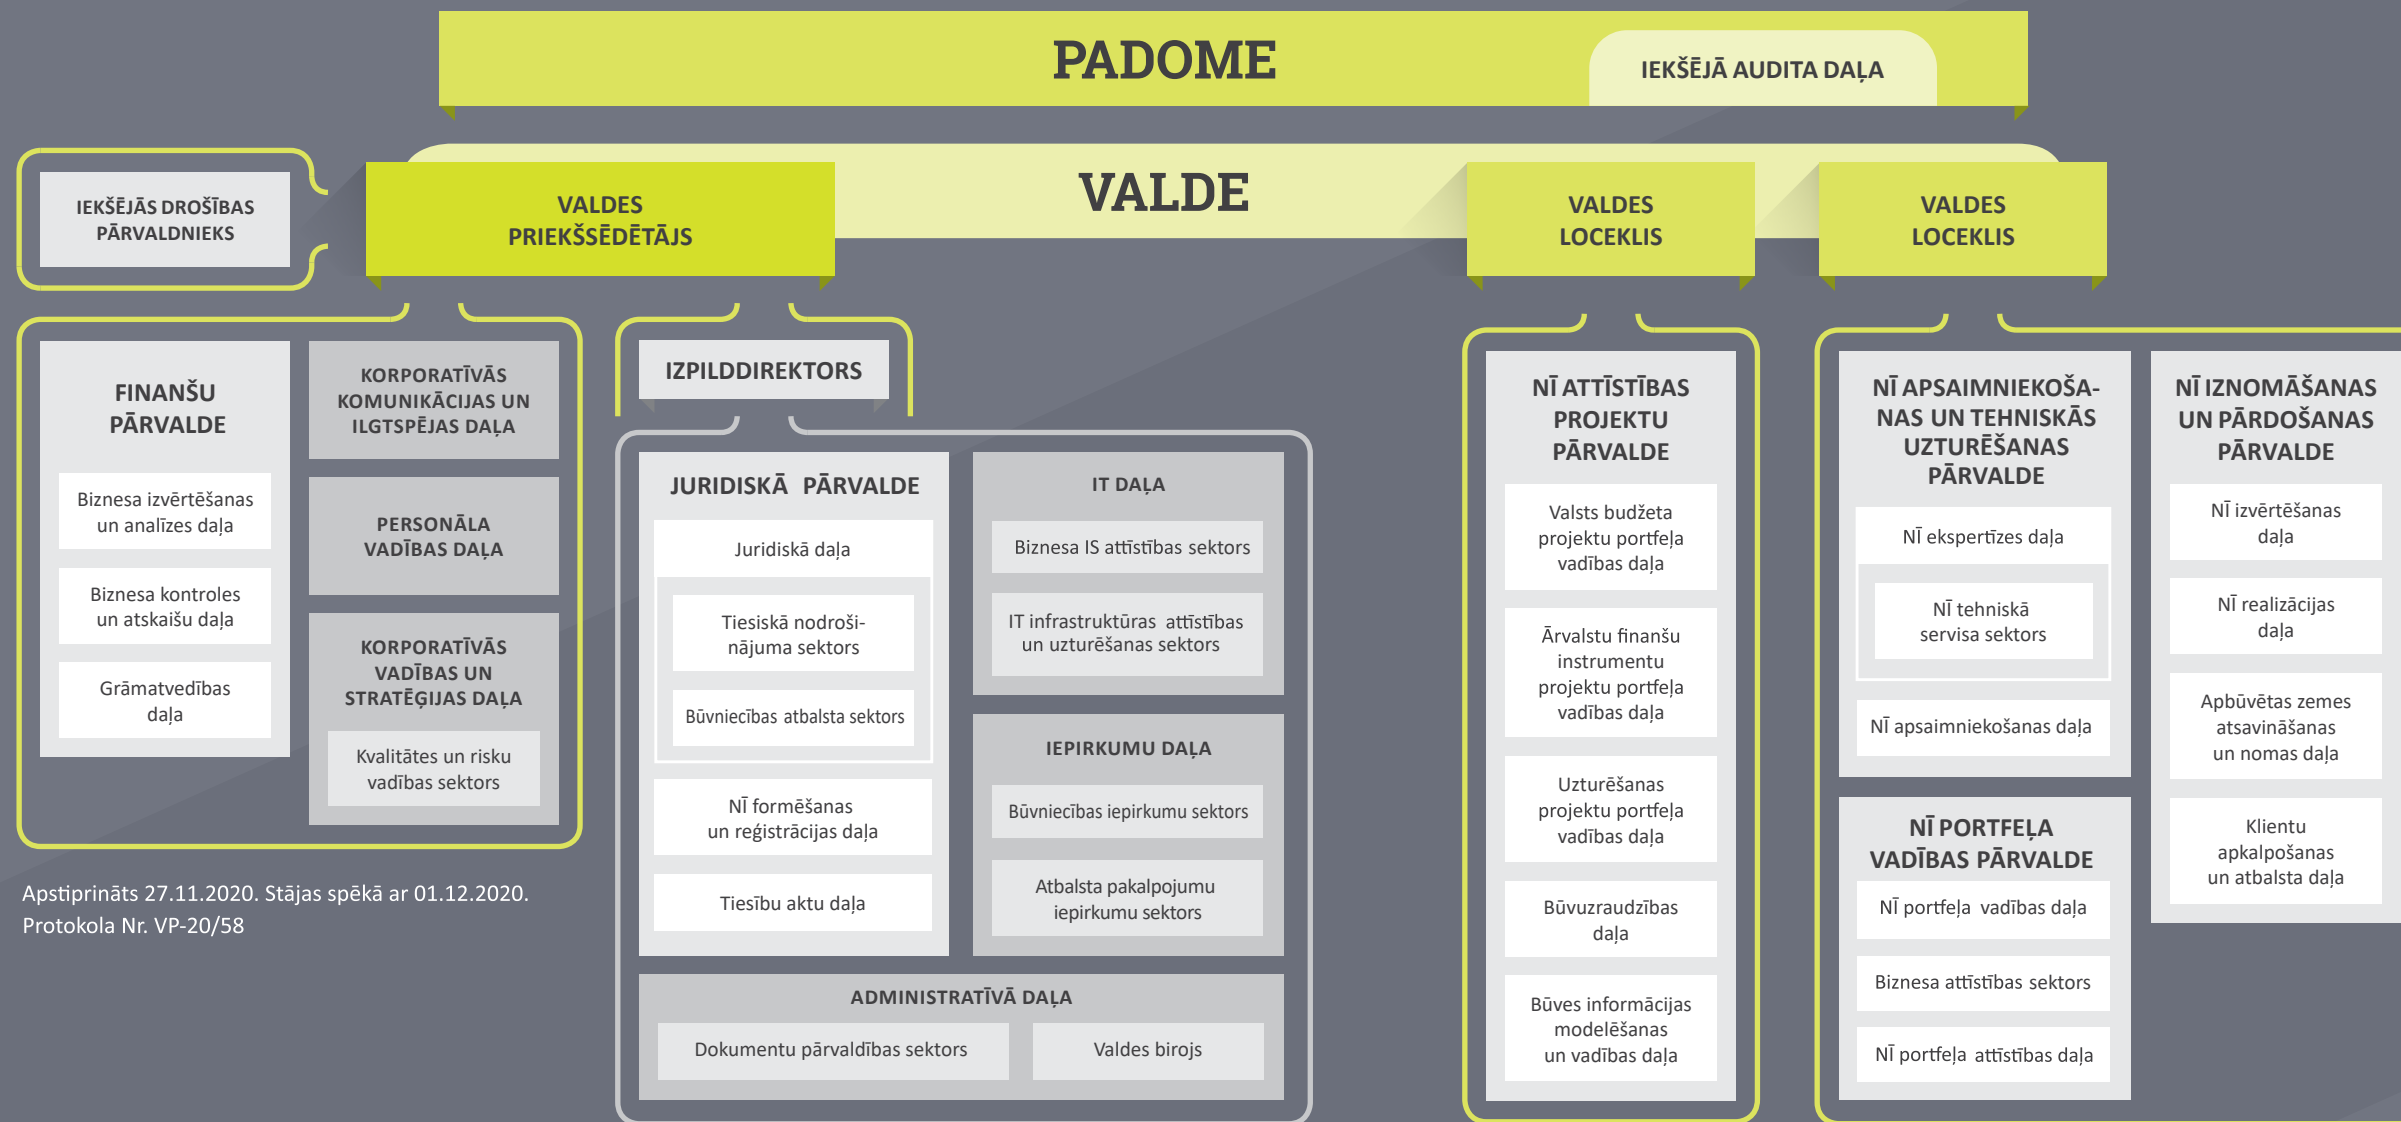 PADOME
IEKŠĒJĀ AUDITA DAĻA
VALDE
IEKŠĒJĀS DROŠĪBAS
PĀRVALDNIEKS
VALDES
PRIEKŠSĒDĒTĀJS
VALDES
LOCEKLIS
VALDES
LOCEKLIS
FINANŠU
PĀRVALDE
Biznesa izvērtēšanas
un analīzes daļa
Biznesa kontroles
un atskaišu daļa
Grāmatvedības
daļa
KORPORATĪVĀS
KOMUNIKĀCIJAS UN
ILGTSPĒJAS DAĻA
PERSONĀLA
VADĪBAS DAĻA
KORPORATĪVĀS
VADĪBAS UN
STRATĒĢIJAS DAĻA
Kvalitātes un risku
vadības sektors
IZPILDDIREKTORS
JURIDISKĀ PĀRVALDE
Juridiskā daļa
Tiesiskā nodroši-
nājuma sektors
Būvniecības atbalsta sektors
NĪ formēšanas
un reģistrācijas daļa
Tiesību aktu daļa
IT DAĻA
Biznesa IS attīstības sektors
IT infrastruktūras attīstības
un uzturēšanas sektors
IEPIRKUMU DAĻA
Būvniecības iepirkumu sektors
Atbalsta pakalpojumu
iepirkumu sektors
ADMINISTRATĪVĀ DAĻA
Dokumentu pārvaldības sektors
Valdes birojs
NĪ ATTĪSTĪBAS
PROJEKTU
PĀRVALDE
Valsts budžeta
projektu portfeļa
vadības daļa
Ārvalstu finanšu
instrumentu
projektu portfeļa
vadības daļa
Uzturēšanas
projektu portfeļa
vadības daļa
Būvuzraudzības
daļa
Būves informācijas
modelēšanas
un vadības daļa
NĪ APSAIMNIEKOŠA-
NAS UN TEHNISKĀS
UZTURĒŠANAS
PĀRVALDE
NĪ ekspertīzes daļa
NĪ tehniskā
servisa sektors
NĪ apsaimniekošanas daļa
NĪ PORTFEĻA
VADĪBAS PĀRVALDE
NĪ portfeļa vadības daļa
Biznesa attīstības sektors
NĪ portfeļa attīstības daļa
NĪ IZNOMĀŠANAS
UN PĀRDOŠANAS
PĀRVALDE
NĪ izvērtēšanas
daļa
NĪ realizācijas
daļa
Apbūvētas zemes
atsavināšanas
un nomas daļa
Klientu
apkalpošanas
un atbalsta daļa
Apstiprināts 27.11.2020. Stājas spēkā ar 01.12.2020.
Protokola Nr. VP-20/58